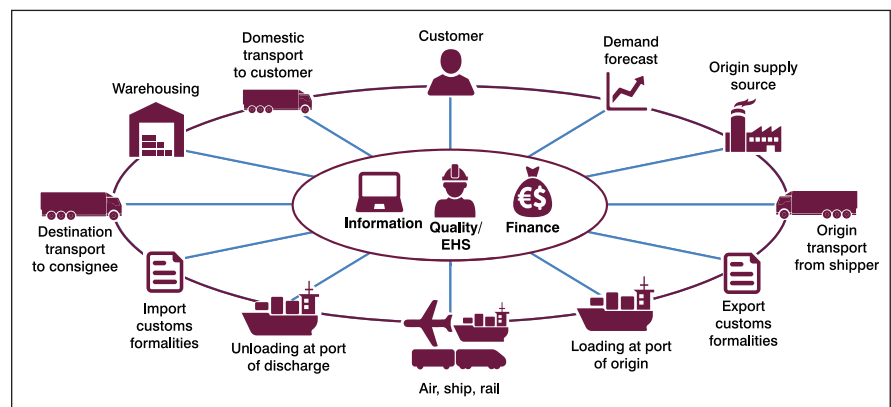 Customer
Demand
forecast
Origin supply
source
Origin
transport
from shipper
Export
customs
formalities
Loading at port
of origin
Air, ship, rail
Unloading at port
of discharge
Import
customs
formalities
Destination
transport
to consignee
Warehousing
Domestic
transport
to customer
Information
Quality/
EHS
€$
Finance